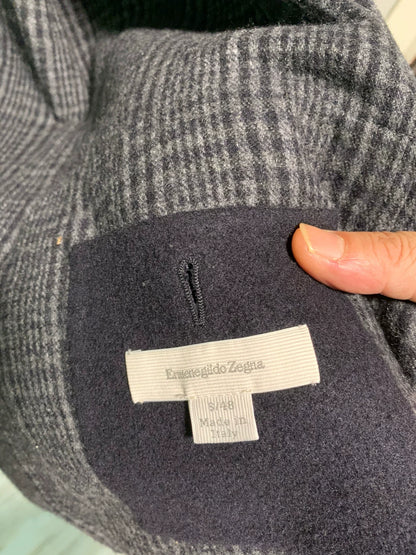 Ermenegildo Zegna
S/48
Made in
Italy